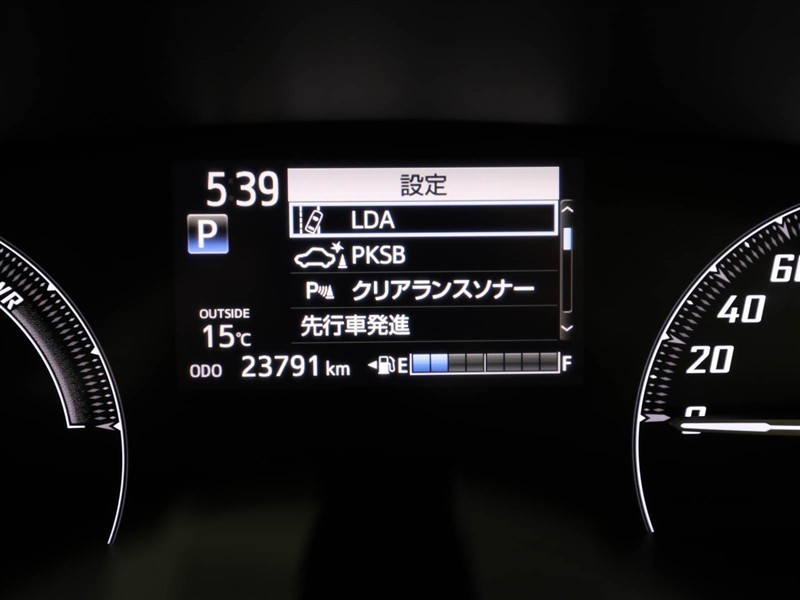 5:39
設定
LDA
P
PKSB
P クリアランスソナー
先行車発進
OUTSIDE
15℃
ODO 23791 km
E F
WR
60
40
20
0